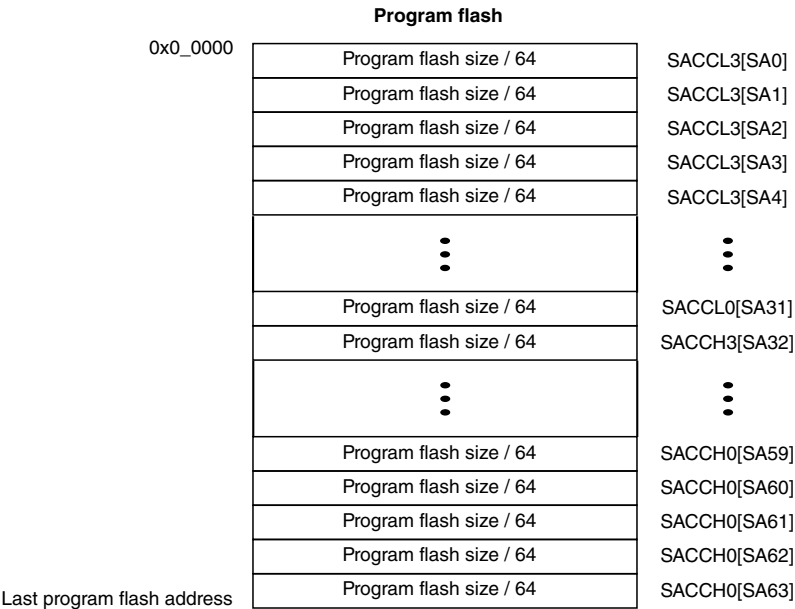 Program flash
0x0_0000
Program flash size / 64 SACCL3[SA0]
Program flash size / 64 SACCL3[SA1]
Program flash size / 64 SACCL3[SA2]
Program flash size / 64 SACCL3[SA3]
Program flash size / 64 SACCL3[SA4]
Program flash size / 64 SACCL0[SA31]
Program flash size / 64 SACCH3[SA32]
Program flash size / 64 SACCH0[SA59]
Program flash size / 64 SACCH0[SA60]
Program flash size / 64 SACCH0[SA61]
Program flash size / 64 SACCH0[SA62]
Program flash size / 64 SACCH0[SA63]
Last program flash address